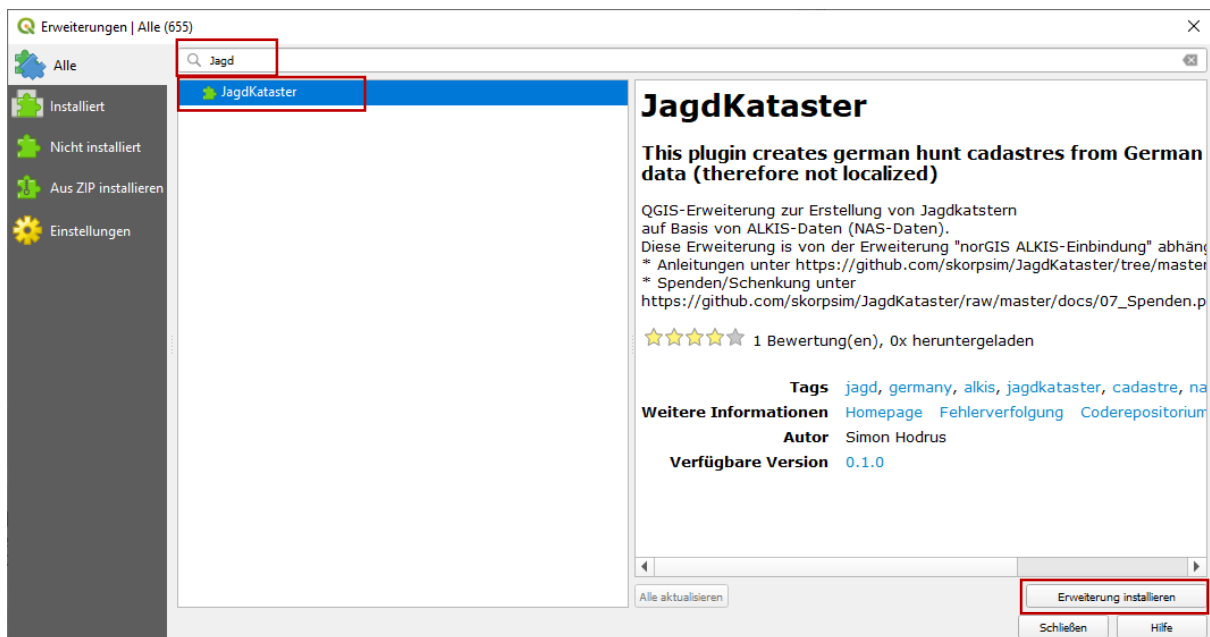 Erweiterungen | Alle (655)
Alle
Installiert
Nicht installiert
Aus ZIP installieren
Einstellungen
Jagd
JagdKataster
JagdKataster
This plugin creates german hunt cadastres from German
data (therefore not localized)
QGIS-Erweiterung zur Erstellung von Jagdkatstern
auf Basis von ALKIS-Daten (NAS-Daten).
Diese Erweiterung is von der Erweiterung "norGIS ALKIS-Einbindung" abhäng
* Anleitungen unter https://github.com/skorpsim/JagdKataster/tree/master
* Spenden/Schenkung unter
https://github.com/skorpsim/JagdKataster/raw/master/docs/07_Spenden.p
1 Bewertung(en), 0x heruntergeladen
Tags jagd, germany, alkis, jagdkataster, cadastre, na
Weitere Informationen Homepage Fehlerverfolgung Coderepositorium
Autor Simon Hodrus
Verfügbare Version 0.1.0
Alle aktualisieren
Erweiterung installieren
Schließen Hilfe